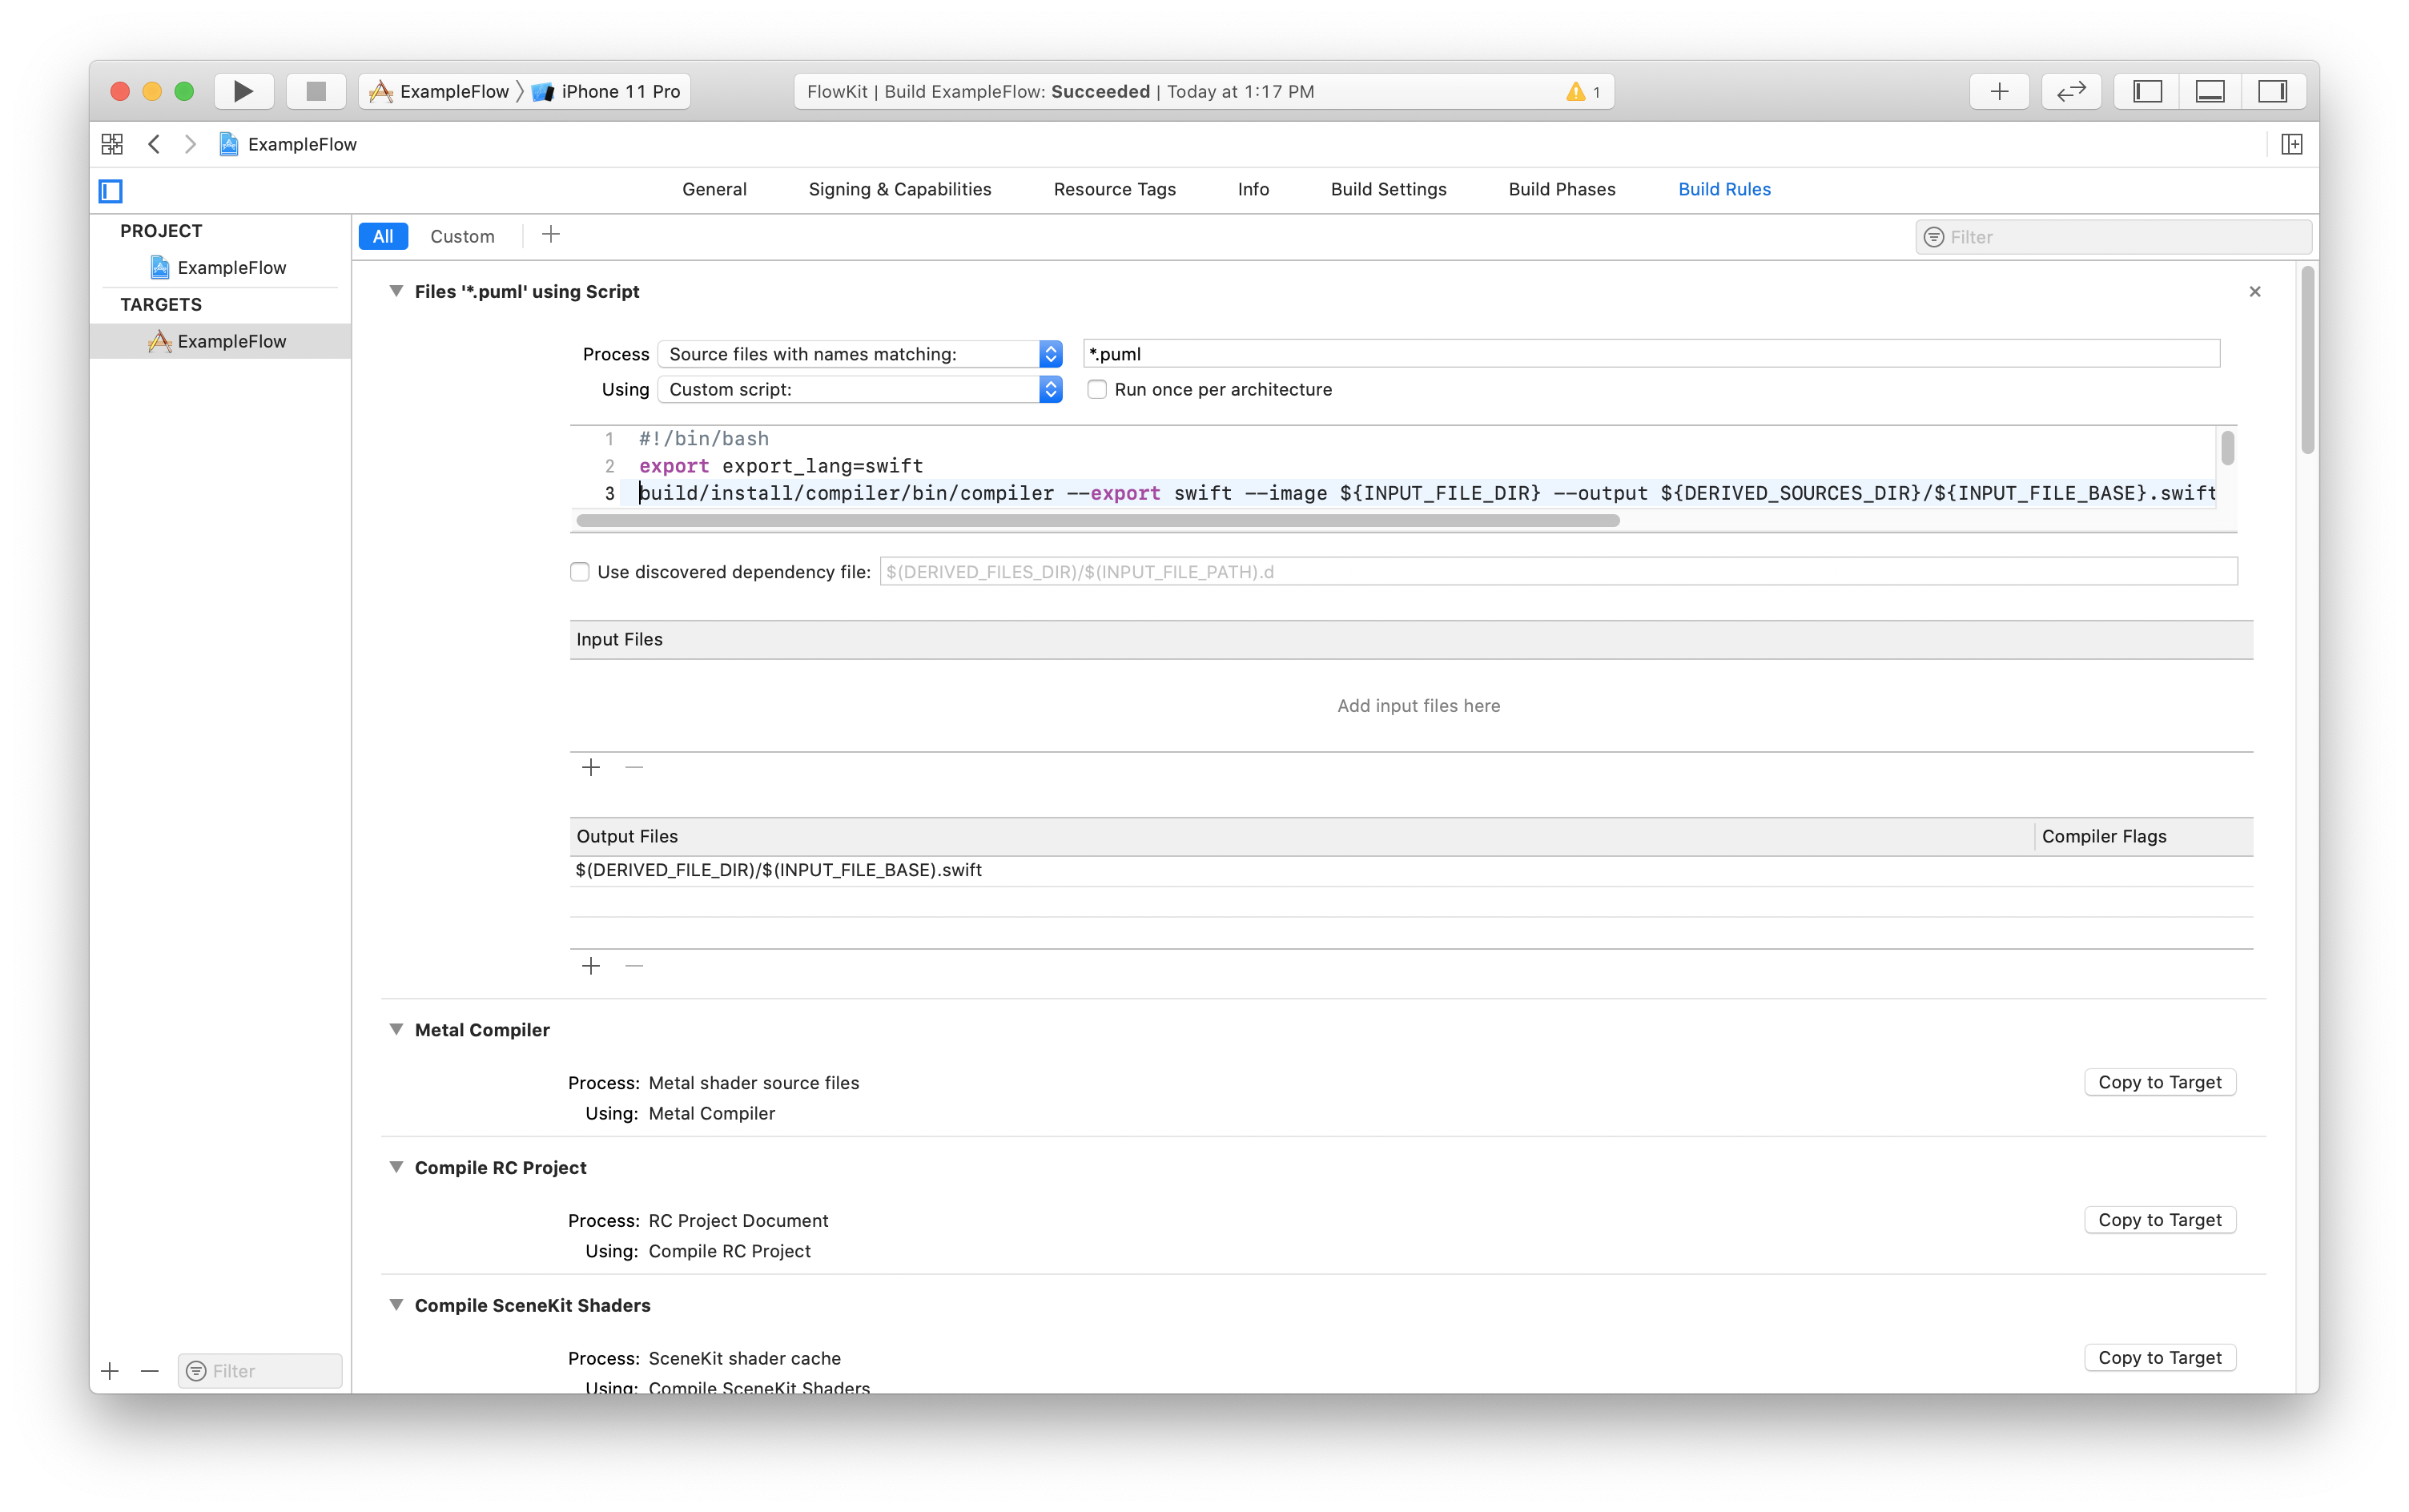 ExampleFlow 〉 iPhone 11 Pro
FlowKit | Build ExampleFlow: Succeeded | Today at 1:17 PM
1
ExampleFlow
General Signing & Capabilities Resource Tags Info Build Settings Build Phases Build Rules
PROJECT
ExampleFlow
TARGETS
ExampleFlow
All Custom
Filter
Files '*.puml' using Script
Process Source files with names matching: *.puml
Using Custom script: Run once per architecture
1 #!/bin/bash
2 export export_lang=swift
3 build/install/compiler/bin/compiler --export swift --image ${INPUT_FILE_DIR} --output ${DERIVED_SOURCES_DIR}/${INPUT_FILE_BASE}.swift
Use discovered dependency file: $(DERIVED_FILES_DIR)/$(INPUT_FILE_PATH).d
Input Files
Add input files here
Output Files Compiler Flags
$(DERIVED_FILE_DIR)/$(INPUT_FILE_BASE).swift
Metal Compiler
Process: Metal shader source files
Copy to Target
Using: Metal Compiler
Compile RC Project
Process: RC Project Document
Copy to Target
Using: Compile RC Project
Compile SceneKit Shaders
Process: SceneKit shader cache
Copy to Target
Using: Compile SceneKit Shaders
Filter